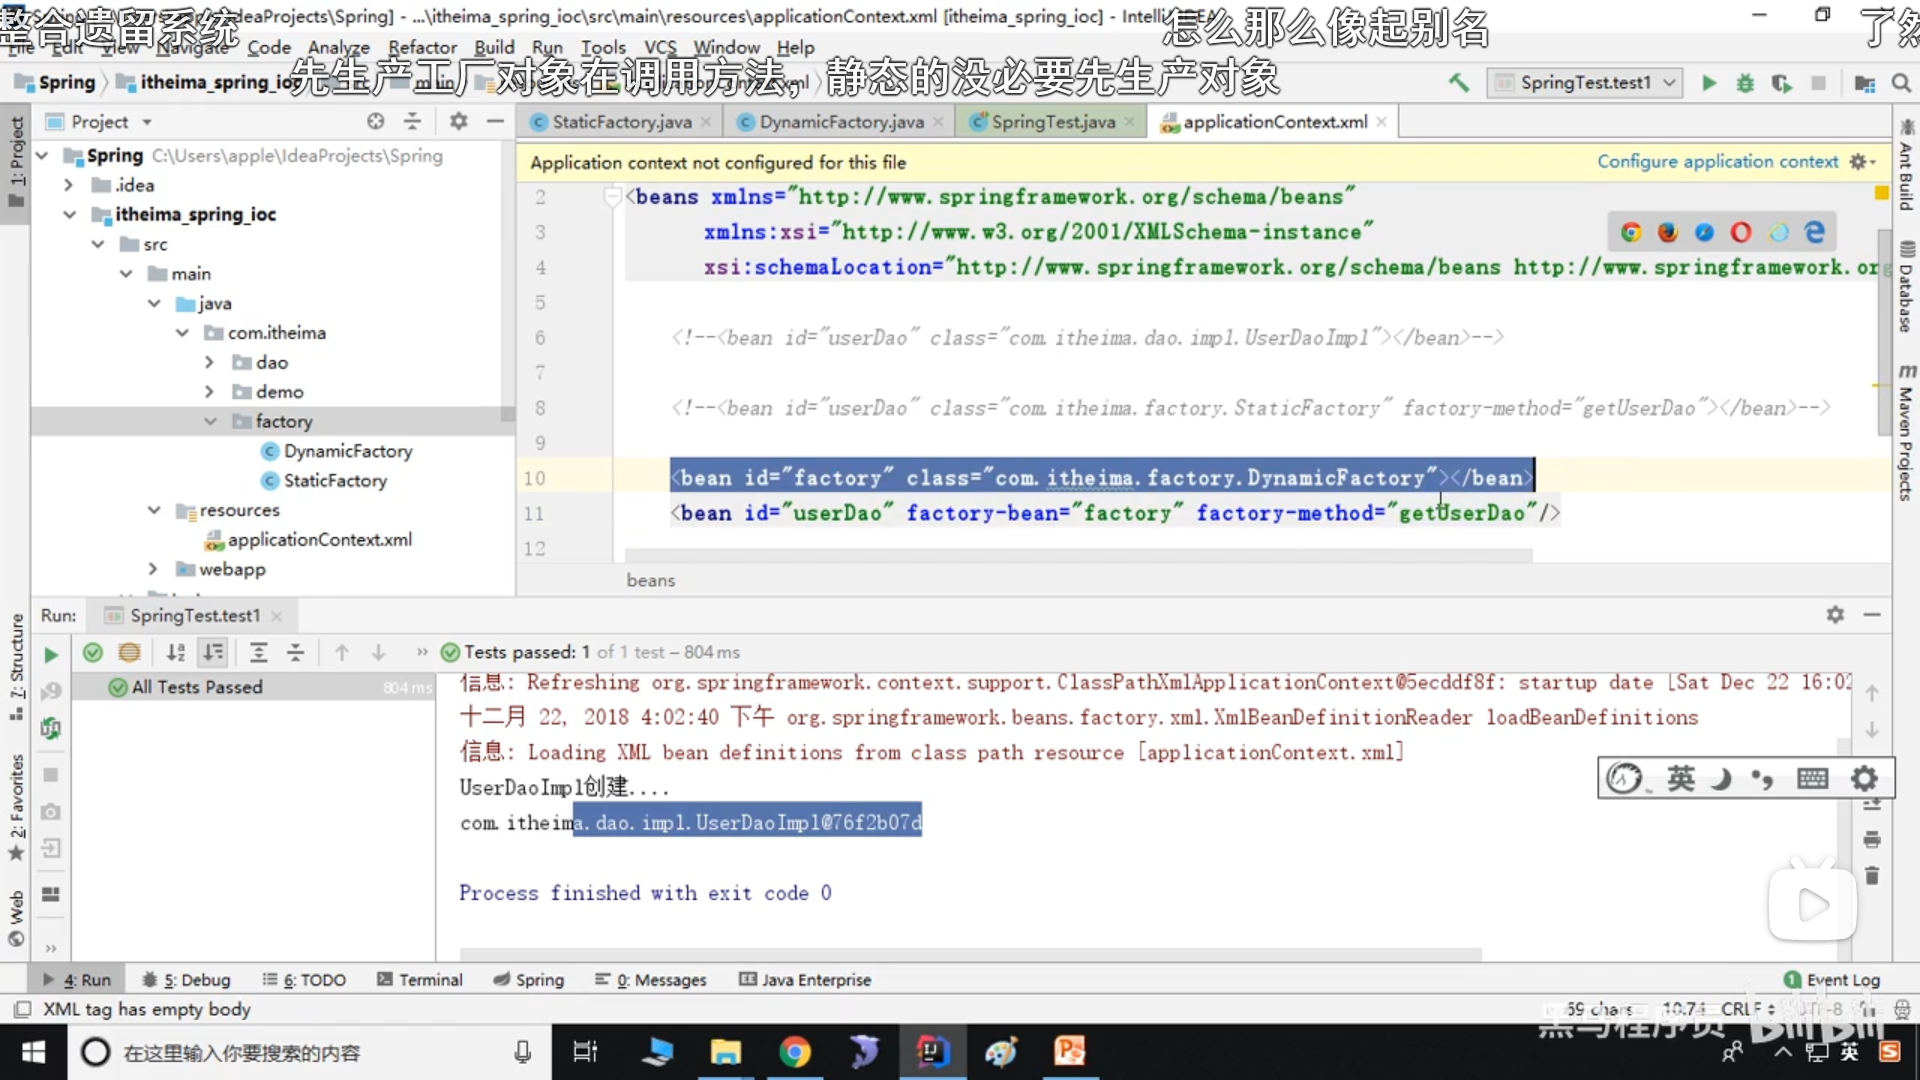 整合遗留系统
怎么那么像起别名
先生产工厂对象在调用方法，静态的没必要先生产对象
IdeaProjects\Spring] - ...\itheima_spring_ioc\src\main\resources\applicationContext.xml [itheima_spring_ioc] - IntelliJ IDEA
File Edit View Navigate Code Analyze Refactor Build Run Tools VCS Window Help
Spring itheima_spring_ioc
SpringTest.test1
Project
StaticFactory.java
DynamicFactory.java
SpringTest.java
applicationContext.xml
Spring C:\Users\apple\IdeaProjects\Spring
.idea
itheima_spring_ioc
src
main
java
com.itheima
dao
demo
factory
DynamicFactory
StaticFactory
resources
applicationContext.xml
webapp
Application context not configured for this file
Configure application context
2 <beans xmlns="http://www.springframework.org/schema/beans"
3 xmlns:xsi="http://www.w3.org/2001/XMLSchema-instance"
4 xsi:schemaLocation="http://www.springframework.org/schema/beans http://www.springframework.or
5
6 <!--<bean id="userDao" class="com.itheima.dao.impl.UserDaoImpl"></bean>-->
7
8 <!--<bean id="userDao" class="com.itheima.factory.StaticFactory" factory-method="getUserDao"></bean>-->
9
10 <bean id="factory" class="com.itheima.factory.DynamicFactory"></bean>
11 <bean id="userDao" factory-bean="factory" factory-method="getUserDao"/>
12
beans
1: Project
7: Structure
2: Favorites
Web
Ant Build
Database
Maven Projects
Run: SpringTest.test1
Tests passed: 1 of 1 test – 804 ms
All Tests Passed 804 ms
信息: Refreshing org.springframework.context.support.ClassPathXmlApplicationContext@5ecddf8f: startup date [Sat Dec 22 16:02
十二月 22, 2018 4:02:40 下午 org.springframework.beans.factory.xml.XmlBeanDefinitionReader loadBeanDefinitions
信息: Loading XML bean definitions from class path resource [applicationContext.xml]
UserDaoImpl创建....
com.itheima.dao.impl.UserDaoImpl@76f2b07d
Process finished with exit code 0
英
4: Run 5: Debug 6: TODO Terminal Spring 0: Messages Java Enterprise
Event Log
XML tag has empty body
69 chars 10:74 CRLF UTF-8
黑马程序员 bilibili
在这里输入你要搜索的内容
英